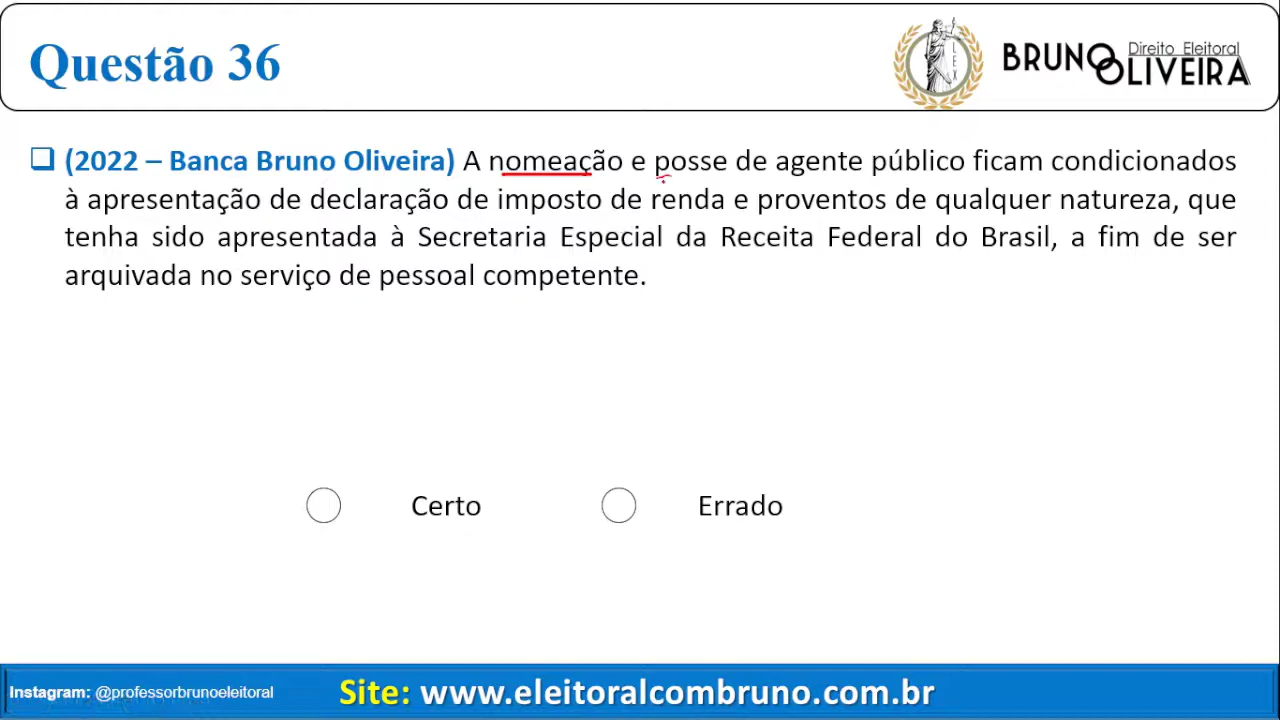 Questão 36
LEX
BRUNO OLIVEIRA
Direito Eleitoral
(2022 – Banca Bruno Oliveira) A nomeação e posse de agente público ficam condicionados
à apresentação de declaração de imposto de renda e proventos de qualquer natureza, que
tenha sido apresentada à Secretaria Especial da Receita Federal do Brasil, a fim de ser
arquivada no serviço de pessoal competente.
Certo Errado
Instagram: @professorbrunoeleitoral Site: www.eleitoralcombruno.com.br